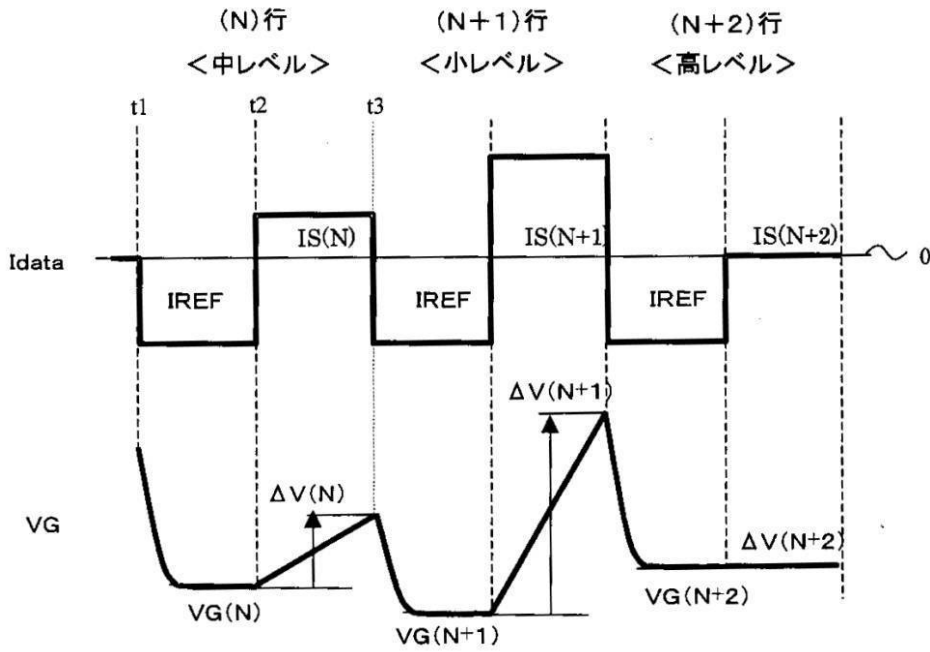 (N)行 (N+1)行 (N+2)行
<中レベル> <小レベル> <高レベル>
t1 t2 t3
IS(N) IS(N+1) IS(N+2)
Idata 0
IREF IREF IREF
ΔV(N+1)
ΔV(N)
VG ΔV(N+2)
VG(N) VG(N+1) VG(N+2)